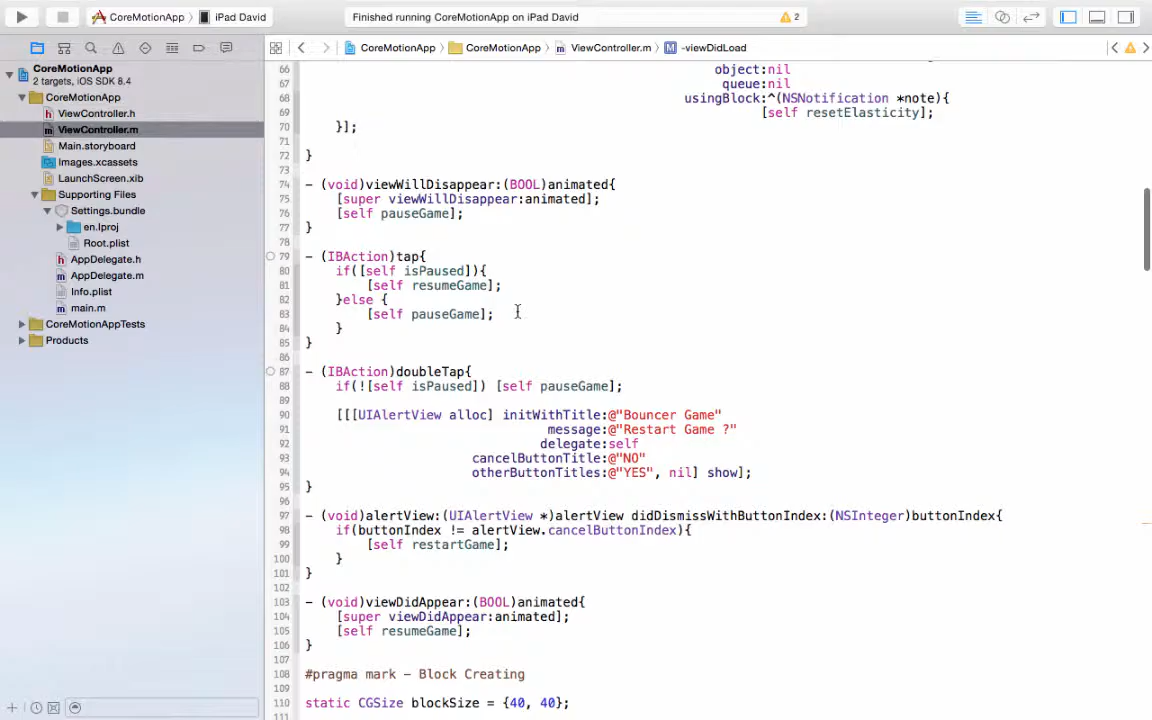 CoreMotionApp iPad David
Finished running CoreMotionApp on iPad David
2
CoreMotionApp CoreMotionApp ViewController.m M -viewDidLoad
CoreMotionApp
2 targets, iOS SDK 8.4
CoreMotionApp
h ViewController.h
m ViewController.m
Main.storyboard
Images.xcassets
LaunchScreen.xib
Supporting Files
Settings.bundle
en.lproj
Root.plist
h AppDelegate.h
m AppDelegate.m
Info.plist
m main.m
CoreMotionAppTests
Products
66 object:nil
67 queue:nil
68 usingBlock:^(NSNotification *note){
69 [self resetElasticity];
70 }];
71
72 }
73
74 - (void)viewWillDisappear:(BOOL)animated{
75 [super viewWillDisappear:animated];
76 [self pauseGame];
77 }
78
79 - (IBAction)tap{
80 if([self isPaused]){
81 [self resumeGame];
82 }else {
83 [self pauseGame];
84 }
85 }
86
87 - (IBAction)doubleTap{
88 if(![self isPaused]) [self pauseGame];
89
90 [[[UIAlertView alloc] initWithTitle:@"Bouncer Game"
91 message:@"Restart Game ?"
92 delegate:self
93 cancelButtonTitle:@"NO"
94 otherButtonTitles:@"YES", nil] show];
95 }
96
97 - (void)alertView:(UIAlertView *)alertView didDismissWithButtonIndex:(NSInteger)buttonIndex{
98 if(buttonIndex != alertView.cancelButtonIndex){
99 [self restartGame];
100 }
101 }
102
103 - (void)viewDidAppear:(BOOL)animated{
104 [super viewDidAppear:animated];
105 [self resumeGame];
106 }
107
108 #pragma mark - Block Creating
109
110 static CGSize blockSize = {40, 40};
111